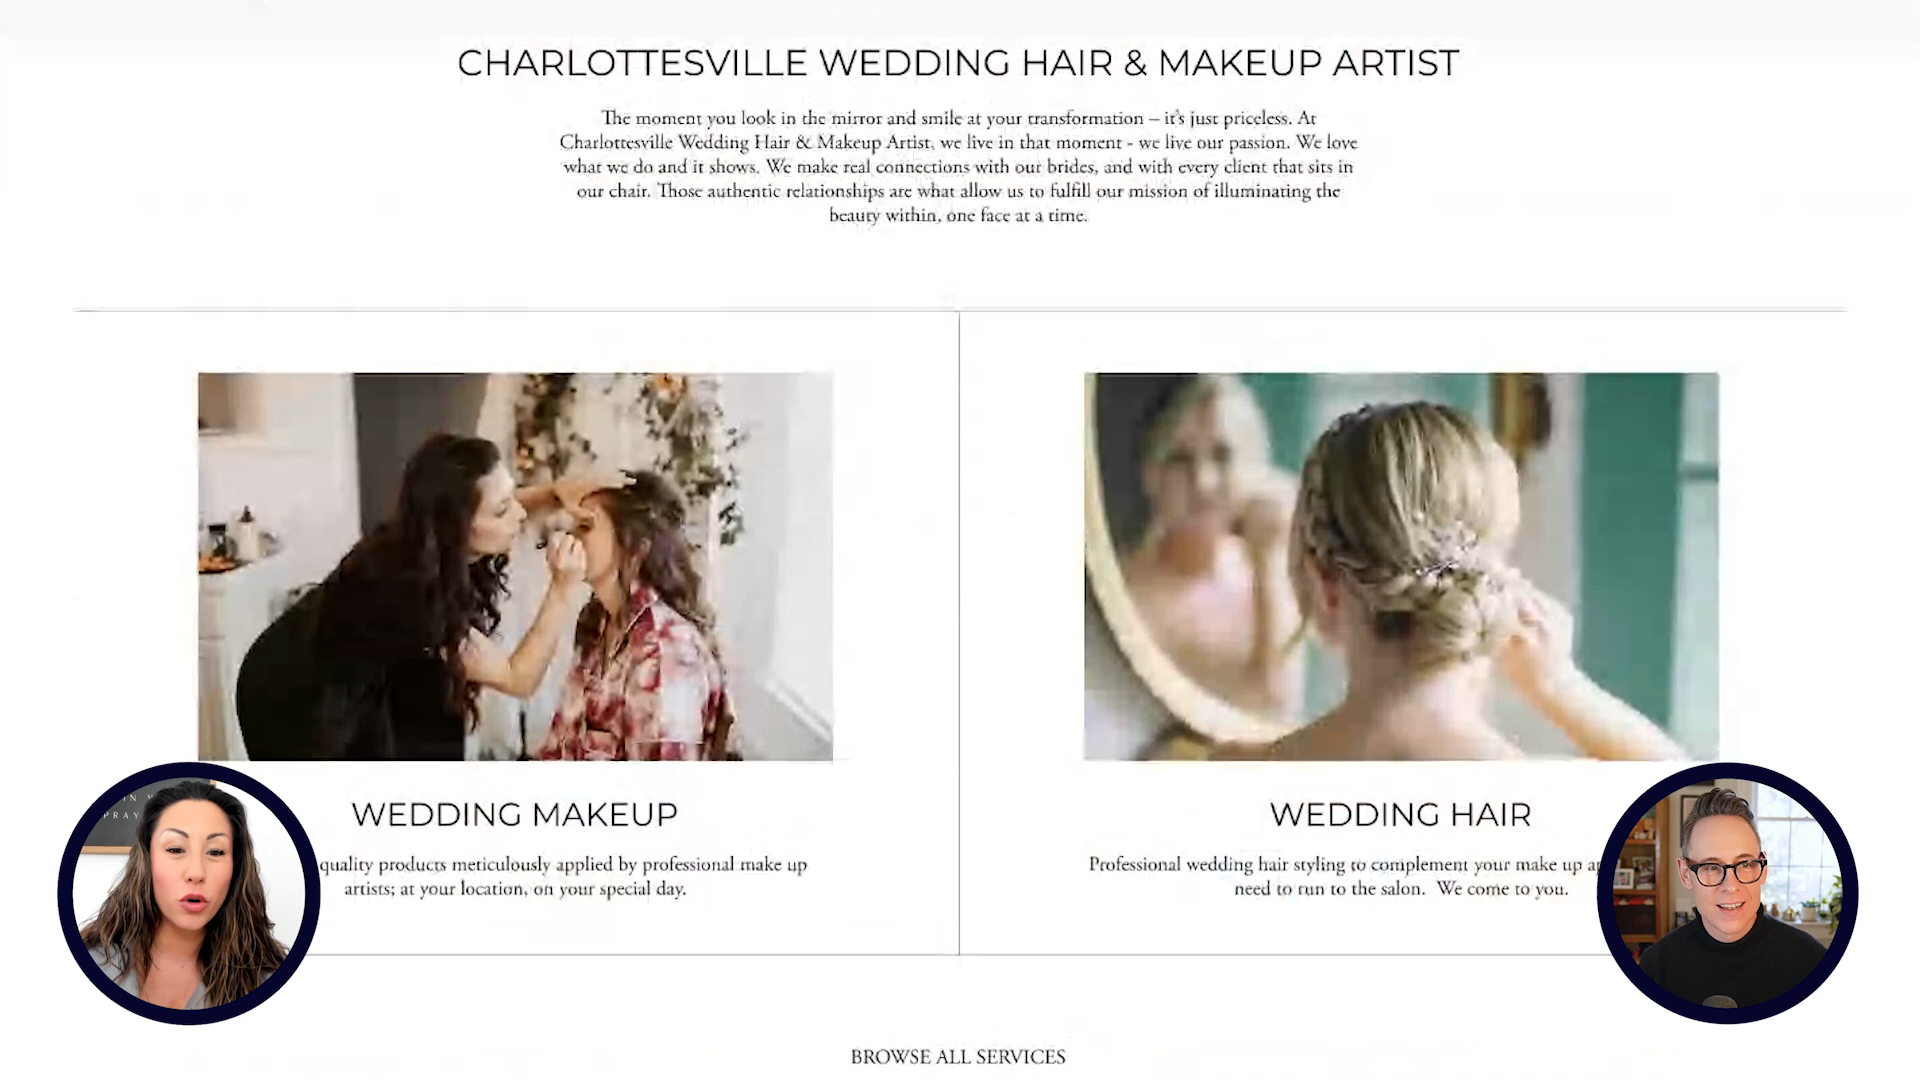 CHARLOTTESVILLE WEDDING HAIR & MAKEUP ARTIST
The moment you look in the mirror and smile at your transformation – it's just priceless. At
Charlottesville Wedding Hair & Makeup Artist, we live in that moment - we live our passion. We love
what we do and it shows. We make real connections with our brides, and with every client that sits in
our chair. Those authentic relationships are what allow us to fulfill our mission of illuminating the
beauty within, one face at a time.
WEDDING MAKEUP
quality products meticulously applied by professional make up
artists; at your location, on your special day.
WEDDING HAIR
Professional wedding hair styling to complement your make up
need to run to the salon. We come to you.
BROWSE ALL SERVICES